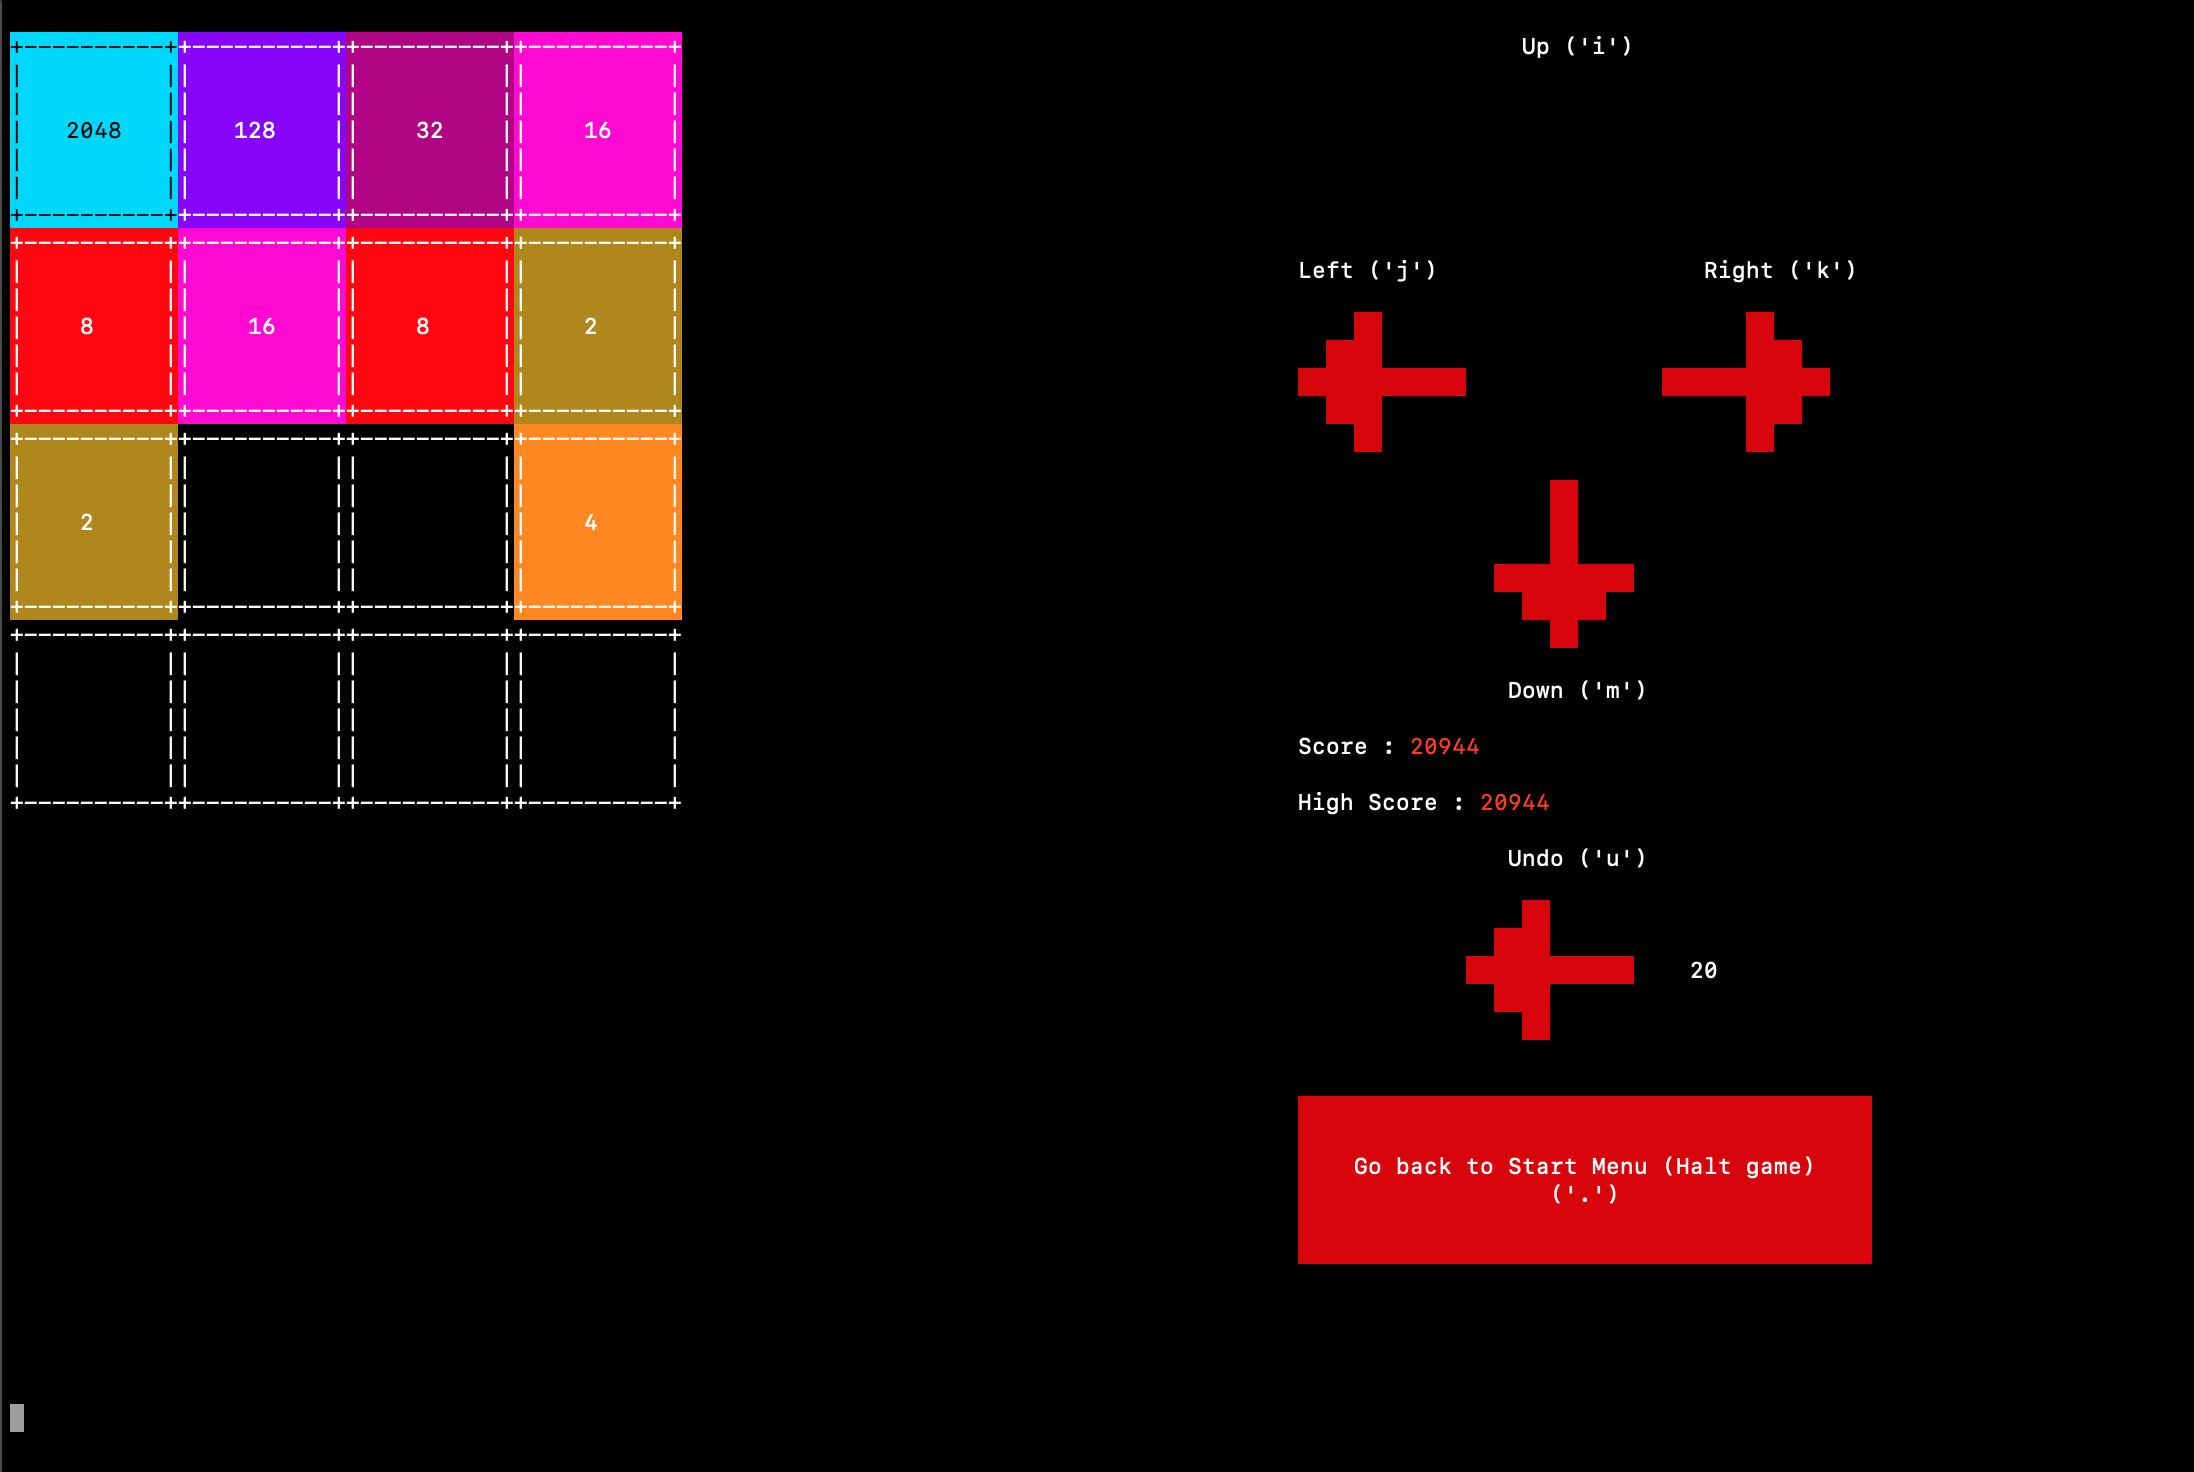 2048 128 32 16
8 16 8 2
2 4
Up ('i')
Left ('j') Right ('k')
Down ('m')
Score : 20944
High Score : 20944
Undo ('u')
20
Go back to Start Menu (Halt game)
('.')